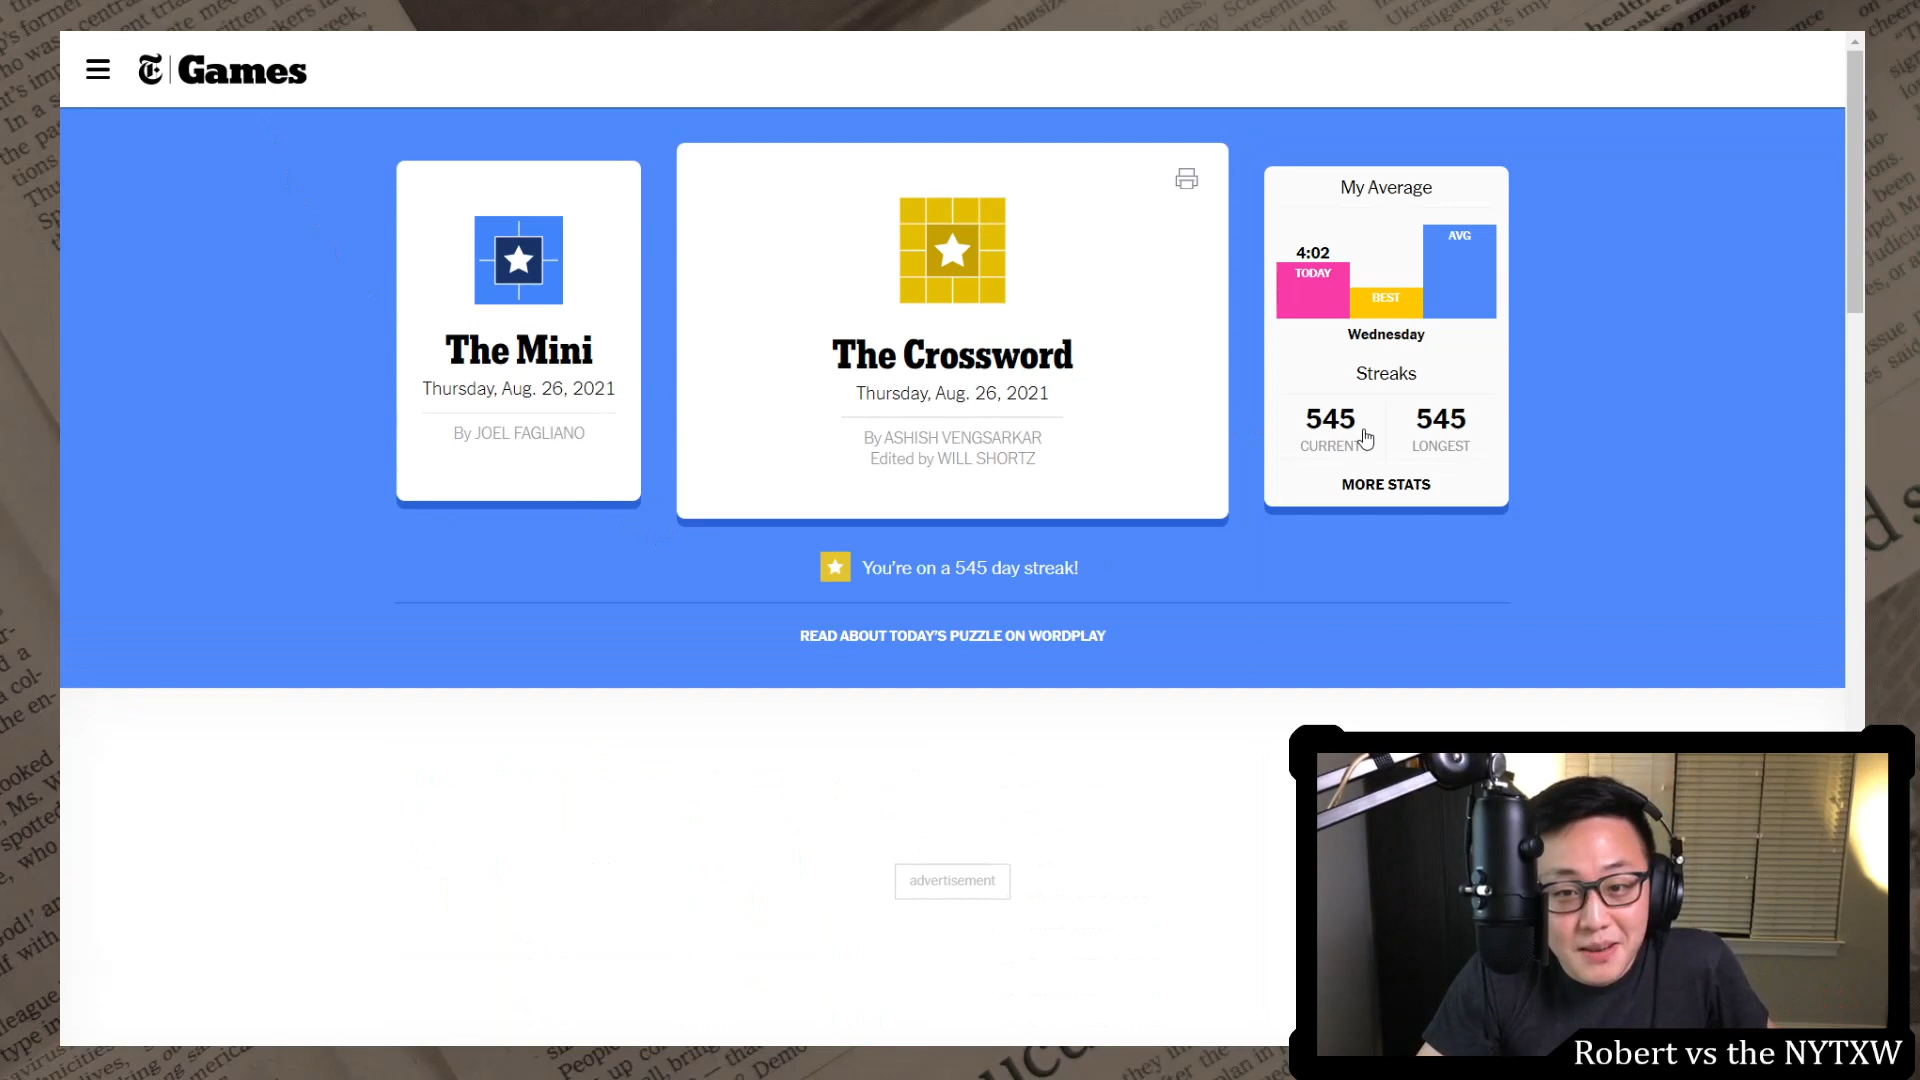 Games
The Mini
Thursday, Aug. 26, 2021
By JOEL FAGLIANO
The Crossword
Thursday, Aug. 26, 2021
By ASHISH VENGSARKAR
Edited by WILL SHORTZ
My Average
4:02
TODAY
BEST
AVG
Wednesday
Streaks
545
CURRENT
545
LONGEST
MORE STATS
You're on a 545 day streak!
READ ABOUT TODAY'S PUZZLE ON WORDPLAY
advertisement
Robert vs the NYTXW